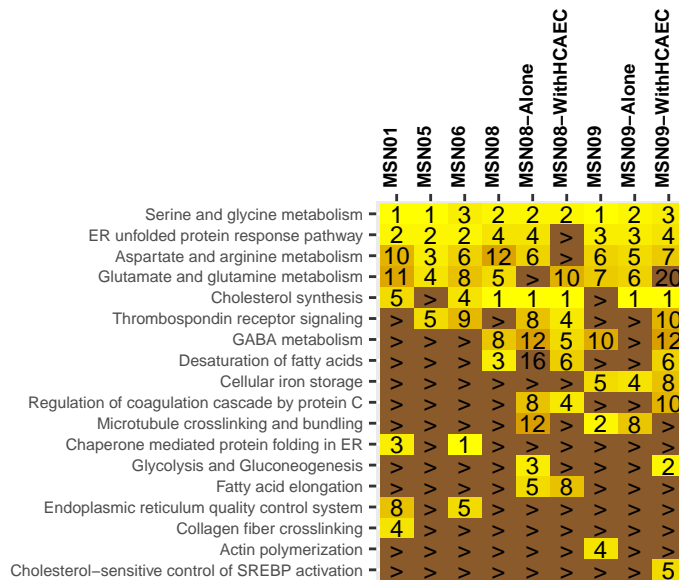 MSN01 MSN05 MSN06 MSN08 MSN08−Alone MSN08−WithHCAEC MSN09 MSN09−Alone MSN09−WithHCAEC
Serine and glycine metabolism 1 1 3 2 2 2 1 2 3
ER unfolded protein response pathway 2 2 2 4 4 > 3 3 4
Aspartate and arginine metabolism 10 3 6 12 6 > 6 5 7
Glutamate and glutamine metabolism 11 4 8 5 > 10 7 6 20
Cholesterol synthesis 5 > 4 1 1 1 > 1 1
Thrombospondin receptor signaling > 5 9 > 8 4 > > 10
GABA metabolism > > > 8 12 5 10 > 12
Desaturation of fatty acids > > > 3 16 6 > > 6
Cellular iron storage > > > > > > 5 4 8
Regulation of coagulation cascade by protein C > > > > 8 4 > > 10
Microtubule crosslinking and bundling > > > > 12 > 2 8 >
Chaperone mediated protein folding in ER 3 > 1 > > > > > >
Glycolysis and Gluconeogenesis > > > > 3 > > > 2
Fatty acid elongation > > > > 5 8 > > >
Endoplasmic reticulum quality control system 8 > 5 > > > > > >
Collagen fiber crosslinking 4 > > > > > > > >
Actin polymerization > > > > > > 4 > >
Cholesterol−sensitive control of SREBP activation > > > > > > > > 5